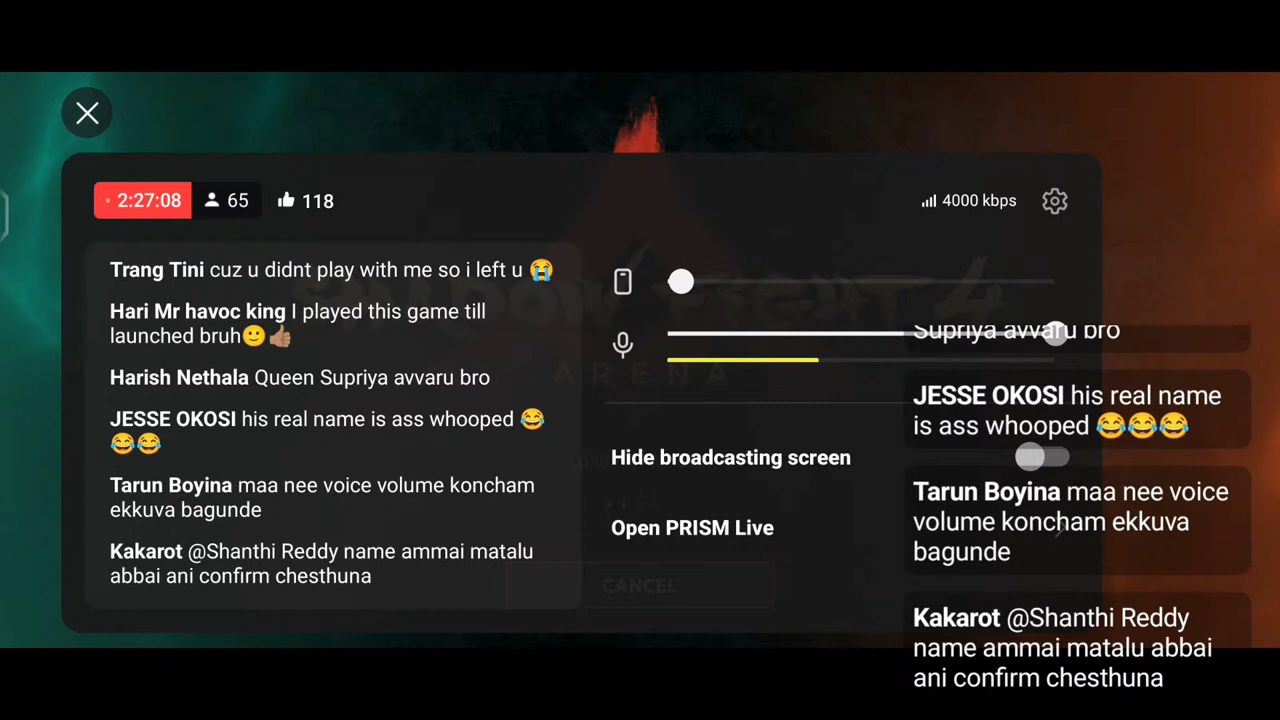 2:27:08 65 118
4000 kbps
Trang Tini cuz u didnt play with me so i left u 😭
Hari Mr havoc king I played this game till
launched bruh🙂👍🏽
Harish Nethala Queen Supriya avvaru bro
JESSE OKOSI his real name is ass whooped 😂
😂😂
Tarun Boyina maa nee voice volume koncham
ekkuva bagunde
Kakarot @Shanthi Reddy name ammai matalu
abbai ani confirm chesthuna
SHADOW FIGHT 4
ARENA
Hide broadcasting screen
Open PRISM Live
CANCEL
Supriya avvaru bro
JESSE OKOSI his real name
is ass whooped 😂😂😂
Tarun Boyina maa nee voice
volume koncham ekkuva
bagunde
Kakarot @Shanthi Reddy
name ammai matalu abbai
ani confirm chesthuna